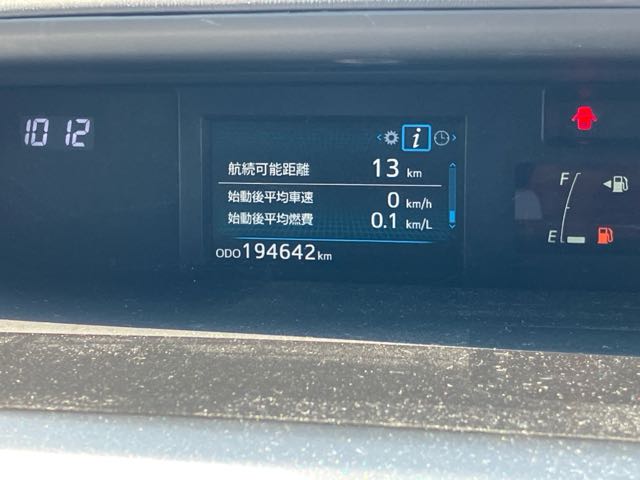 10 12
i
航続可能距離 13 km
始動後平均車速 0 km/h
始動後平均燃費 0.1 km/L
ODO 194642 km
F
E